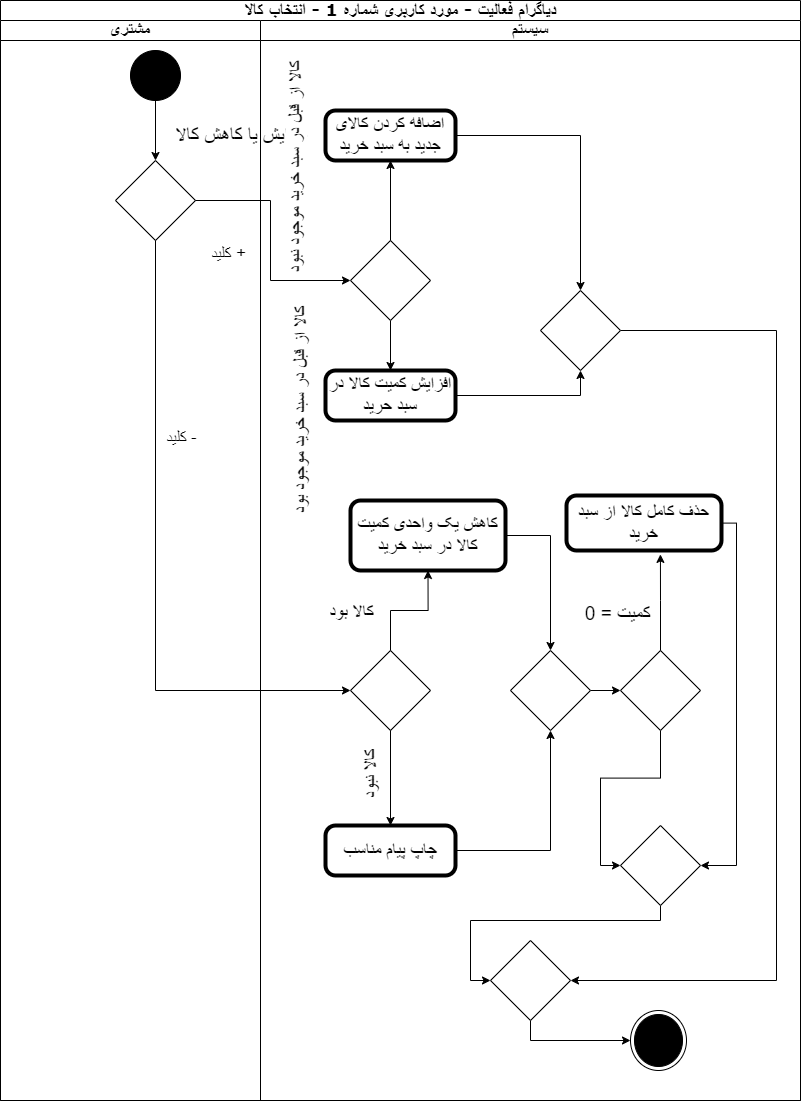 دیاگرام فعالیت - مورد کاربری شماره 1 - انتخاب کالا
مشتری
سیستم
یش یا کاهش کالا
کالا از قبل در سبد خرید موجود نبود
اضافه کردن کالای
جدید به سبد خرید
کلید +
کالا از قبل در سبد خرید موجود بود
افزایش کمیت کالا در
سبد خرید
کلید -
کاهش یک واحدی کمیت
کالا در سبد خرید
حذف کامل کالا از سبد
خرید
کالا بود
کمیت = 0
کالا نبود
چاپ پیام مناسب